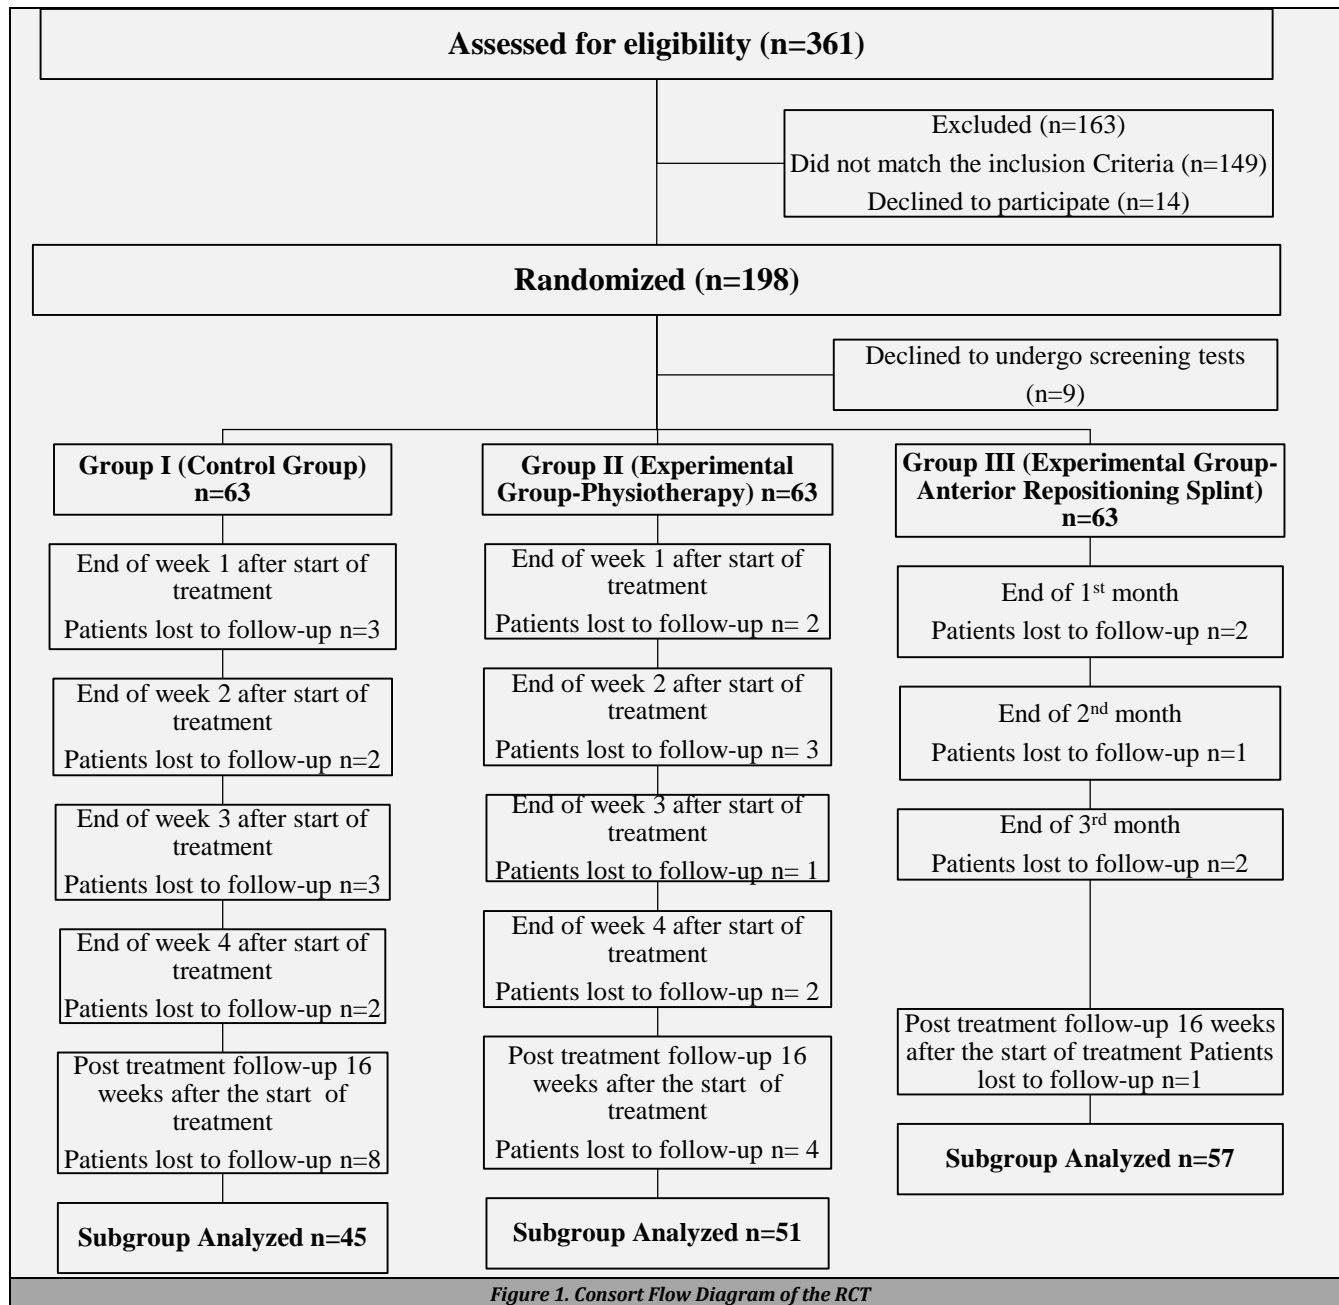 Assessed for eligibility (n=361)
Excluded (n=163)
Did not match the inclusion Criteria (n=149)
Declined to participate (n=14)
Randomized (n=198)
Declined to undergo screening tests
(n=9)
Group I (Control Group)
n=63
End of week 1 after start of
treatment
Patients lost to follow-up n=3
End of week 2 after start of
treatment
Patients lost to follow-up n=2
End of week 3 after start of
treatment
Patients lost to follow-up n=3
End of week 4 after start of
treatment
Patients lost to follow-up n=2
Post treatment follow-up 16
weeks after the start of
treatment
Patients lost to follow-up n=8
Subgroup Analyzed n=45
Group II (Experimental
Group-Physiotherapy) n=63
End of week 1 after start of
treatment
Patients lost to follow-up n= 2
End of week 2 after start of
treatment
Patients lost to follow-up n= 3
End of week 3 after start of
treatment
Patients lost to follow-up n= 1
End of week 4 after start of
treatment
Patients lost to follow-up n= 2
Post treatment follow-up 16
weeks after the start of
treatment
Patients lost to follow-up n= 4
Subgroup Analyzed n=51
Group III (Experimental Group-
Anterior Repositioning Splint)
n=63
End of 1st month
Patients lost to follow-up n=2
End of 2nd month
Patients lost to follow-up n=1
End of 3rd month
Patients lost to follow-up n=2
Post treatment follow-up 16 weeks
after the start of treatment Patients
lost to follow-up n=1
Subgroup Analyzed n=57
Figure 1. Consort Flow Diagram of the RCT